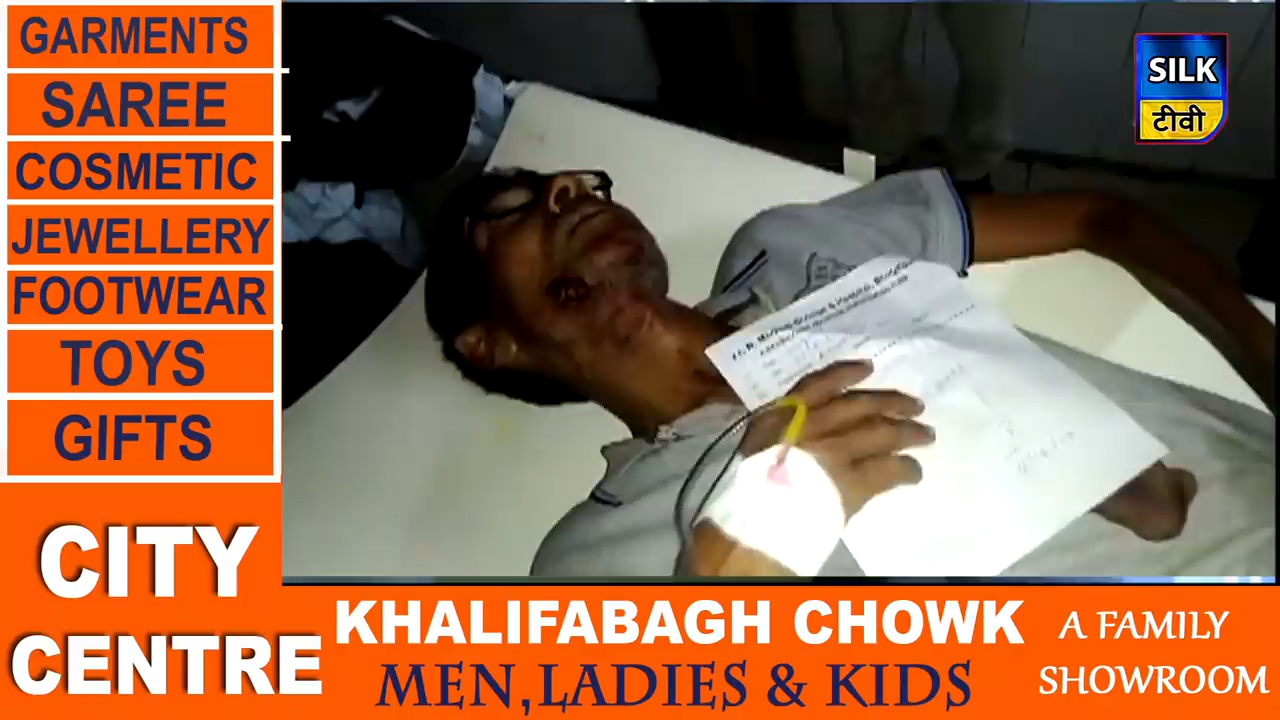 GARMENTS
SAREE
COSMETIC
JEWELLERY
FOOTWEAR
TOYS
GIFTS
CITY
CENTRE
SILK
टीवी
KHALIFABAGH CHOWK
MEN,LADIES & KIDS
A FAMILY
SHOWROOM